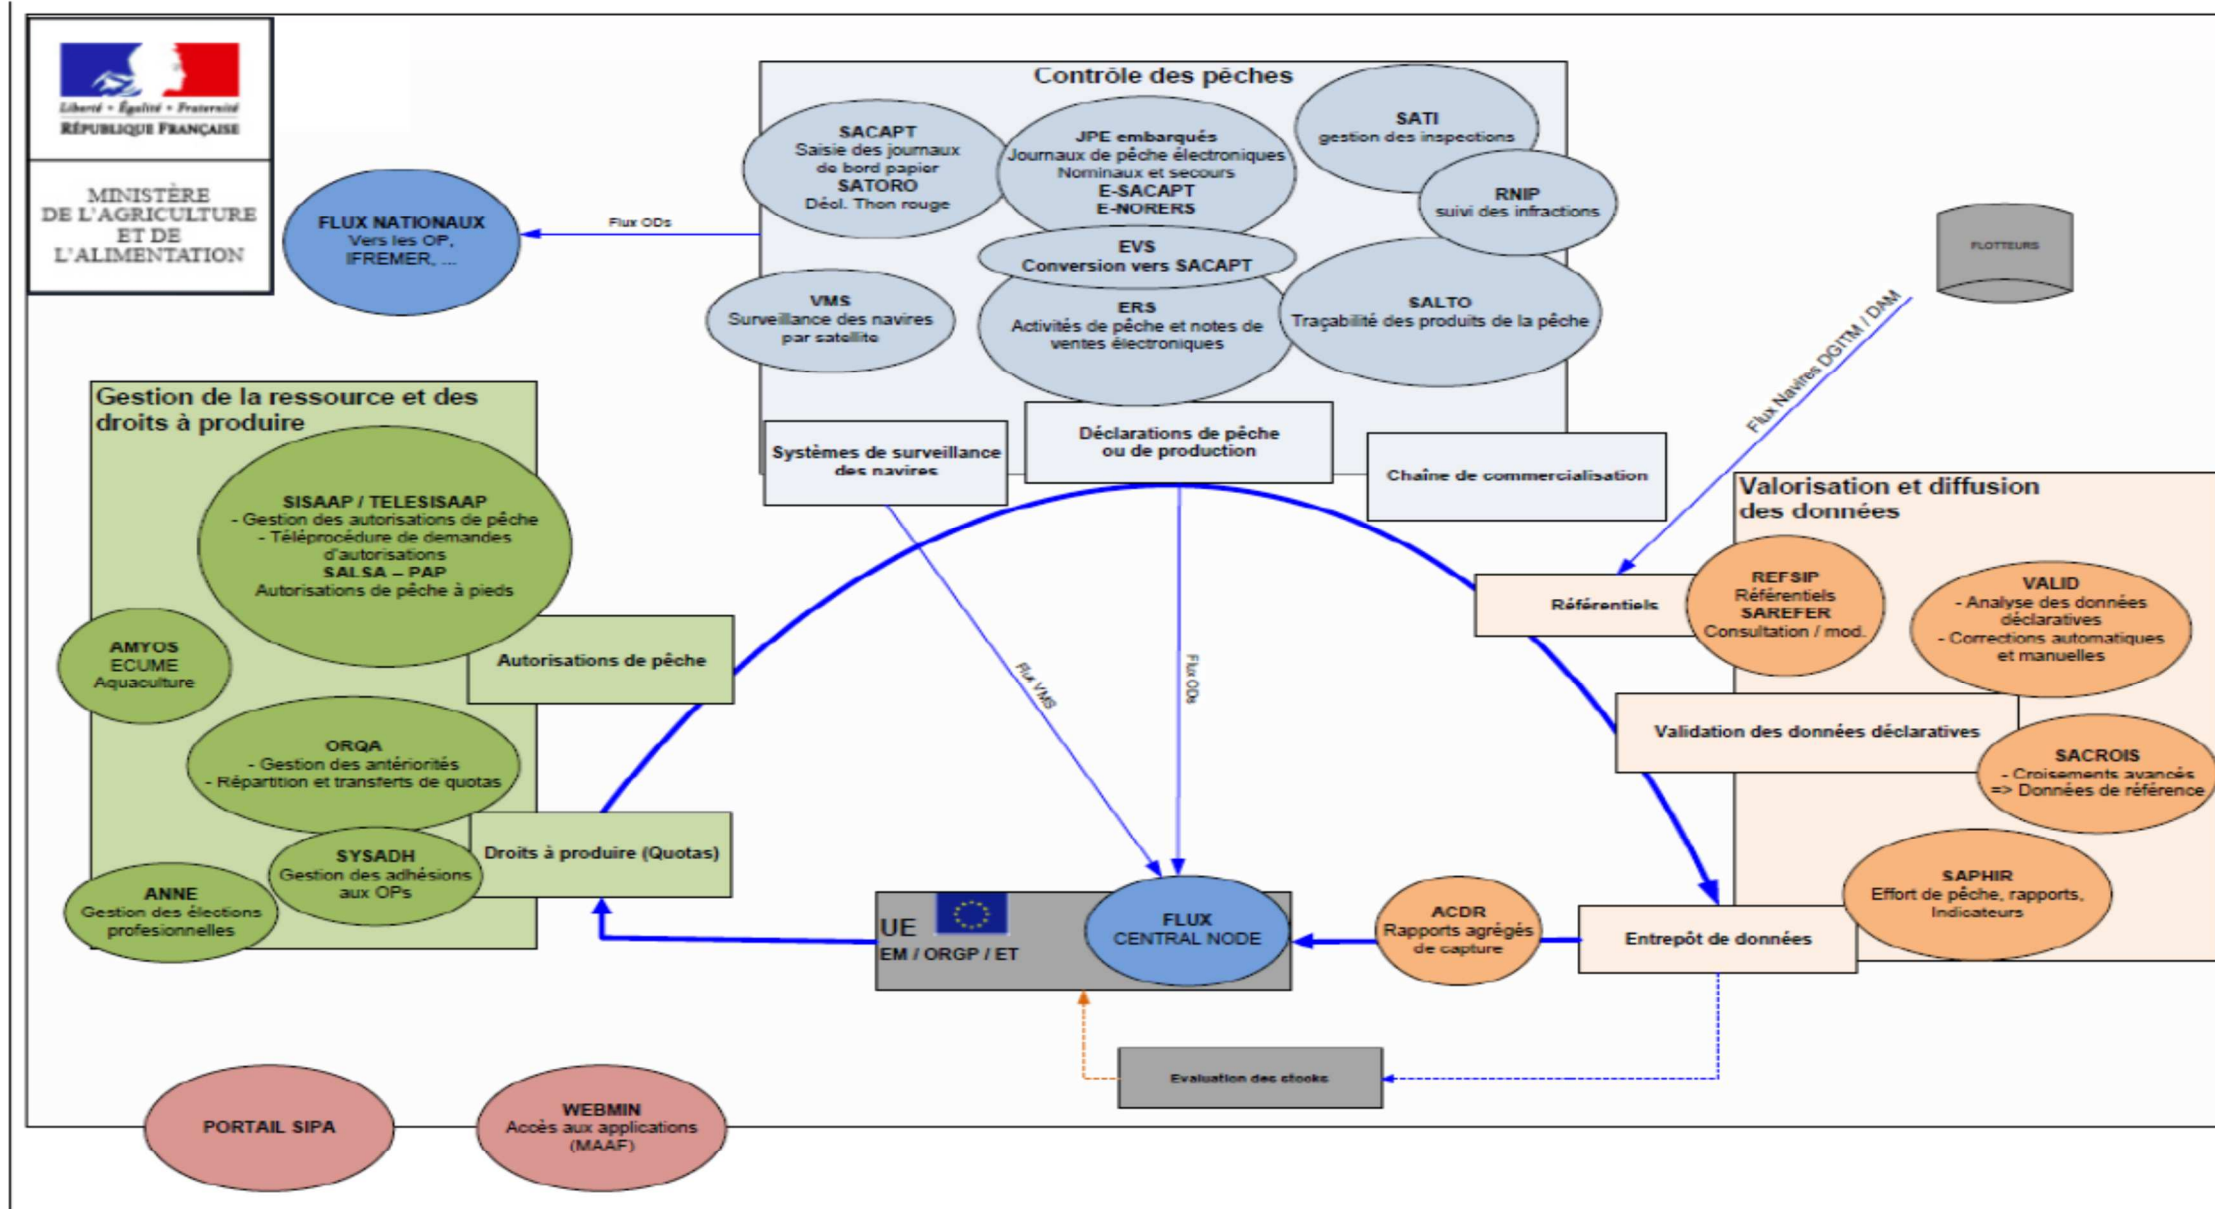 Liberté • Égalité • Fraternité
RÉPUBLIQUE FRANÇAISE
MINISTÈRE
DE L'AGRICULTURE
ET DE
L'ALIMENTATION
FLUX NATIONAUX
Vers les OP,
IFREMER, ...
Flux ODs
Contrôle des pêches
SACAPT
Saisie des journaux
de bord papier
SATORO
Décl. Thon rouge
JPE embarqués
Journaux de pêche électroniques
Nominaux et secours
E-SACAPT
E-NORERS
SATI
gestion des inspections
RNIP
suivi des infractions
EVS
Conversion vers SACAPT
VMS
Surveillance des navires
par satellite
ERS
Activités de pêche et notes de
ventes électroniques
SALTO
Traçabilité des produits de la pêche
Systèmes de surveillance
des navires
Déclarations de pêche
ou de production
Chaîne de commercialisation
FLOTTEURS
Flux Navires DGITM / DAM
Gestion de la ressource et des
droits à produire
SISAAP / TELESISAAP
- Gestion des autorisations de pêche
- Téléprocédure de demandes
d'autorisations
SALSA – PAP
Autorisations de pêche à pieds
AMYOS
ECUME
Aquaculture
Autorisations de pêche
ORQA
- Gestion des antériorités
- Répartition et transferts de quotas
SYSADH
Gestion des adhésions
aux OPs
Droits à produire (Quotas)
ANNE
Gestion des élections
profesionnelles
Flux VMS
Flux ODs
Valorisation et diffusion
des données
Référentiels
REFSIP
Référentiels
SAREFER
Consultation / mod.
VALID
- Analyse des données
déclaratives
- Corrections automatiques
et manuelles
Validation des données déclaratives
SACROIS
- Croisements avancés
=> Données de référence
SAPHIR
Effort de pêche, rapports,
Indicateurs
Entrepôt de données
ACDR
Rapports agrégés
de capture
UE
EM / ORGP / ET
FLUX
CENTRAL NODE
Evaluation des stocks
PORTAIL SIPA
WEBMIN
Accès aux applications
(MAAF)